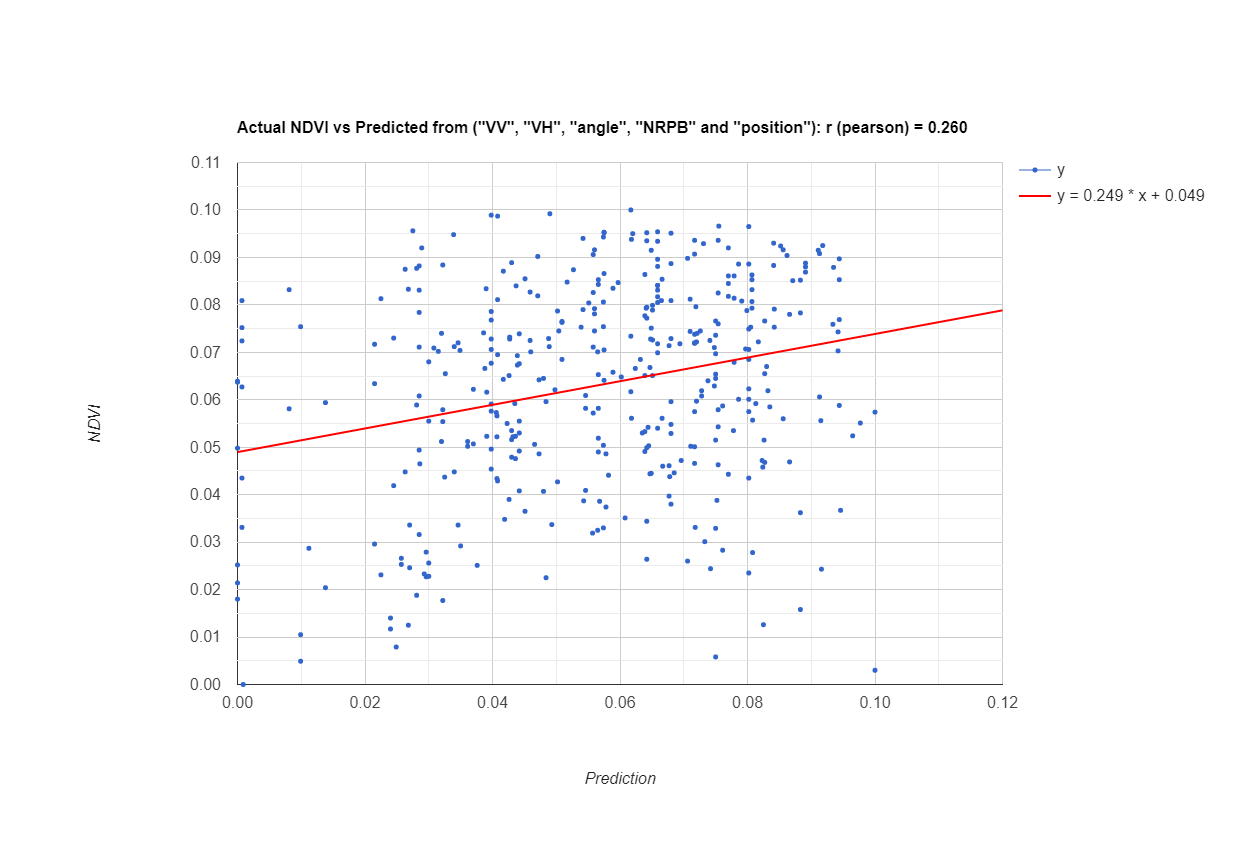 Actual NDVI vs Predicted from ("VV", "VH", "angle", "NRPB" and "position"): r (pearson) = 0.260
0.11
0.10
0.09
0.08
0.07
0.06
0.05
0.04
0.03
0.02
0.01
0.00
NDVI
0.00 0.02 0.04 0.06 0.08 0.10 0.12
Prediction
y
y = 0.249 * x + 0.049